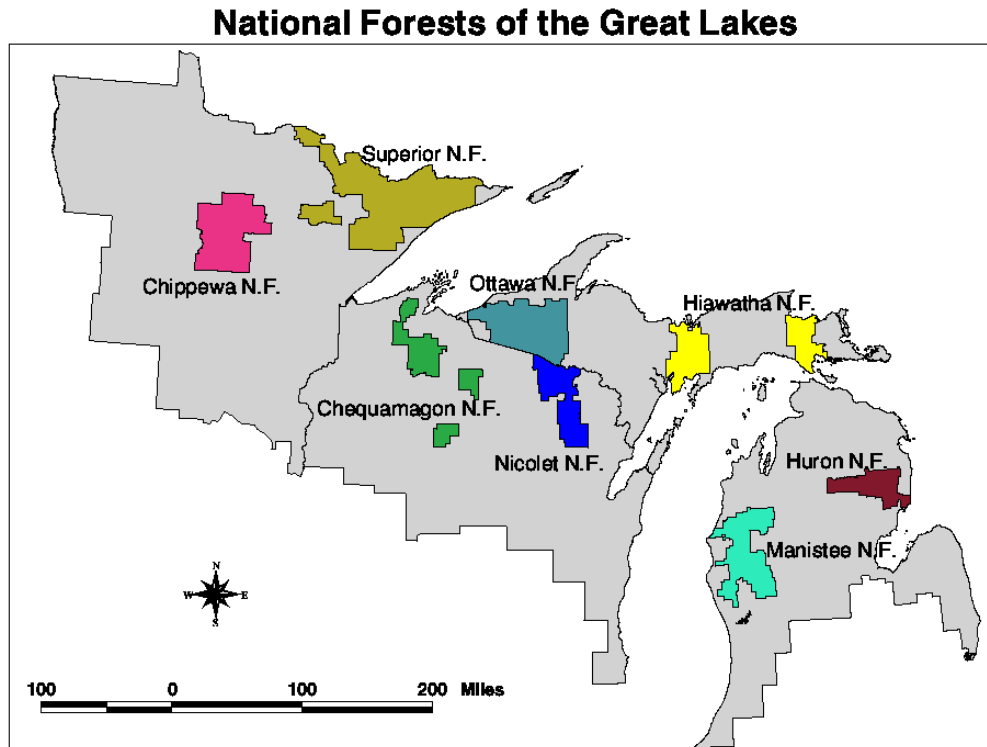 National Forests of the Great Lakes
Superior N.F.
Chippewa N.F.
Ottawa N.F.
Hiawatha N.F.
Chequamagon N.F.
Nicolet N.F.
Huron N.F.
Manistee N.F.
N
W E
S
100 0 100 200 Miles